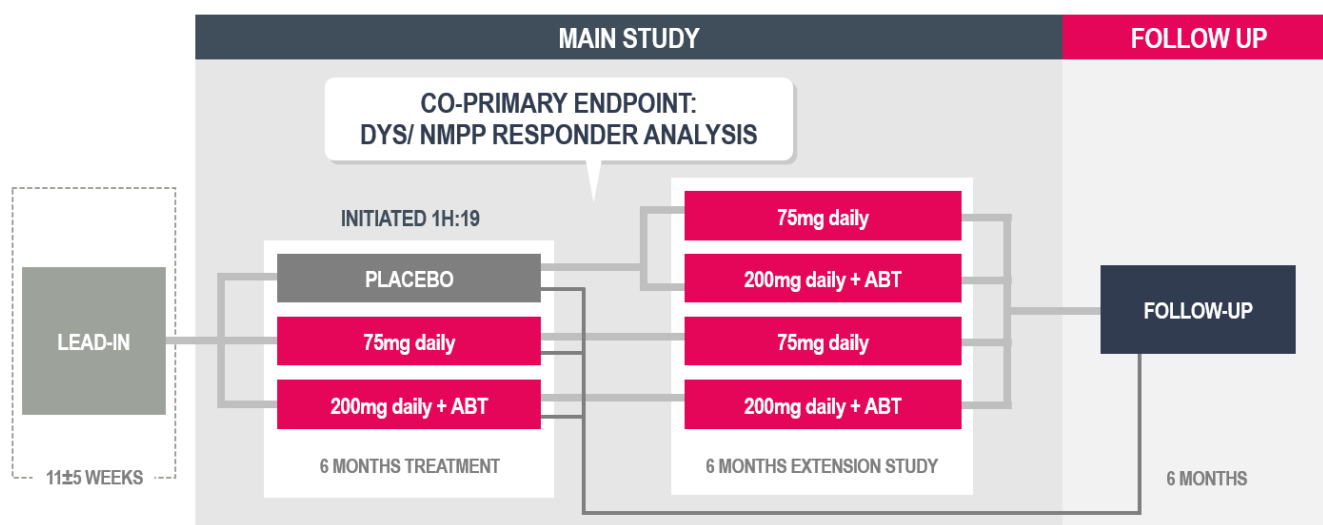 MAIN STUDY
FOLLOW UP
CO-PRIMARY ENDPOINT:
DYS/ NMPP RESPONDER ANALYSIS
INITIATED 1H:19
LEAD-IN
11±5 WEEKS
PLACEBO
75mg daily
200mg daily + ABT
6 MONTHS TREATMENT
75mg daily
200mg daily + ABT
75mg daily
200mg daily + ABT
6 MONTHS EXTENSION STUDY
FOLLOW-UP
6 MONTHS